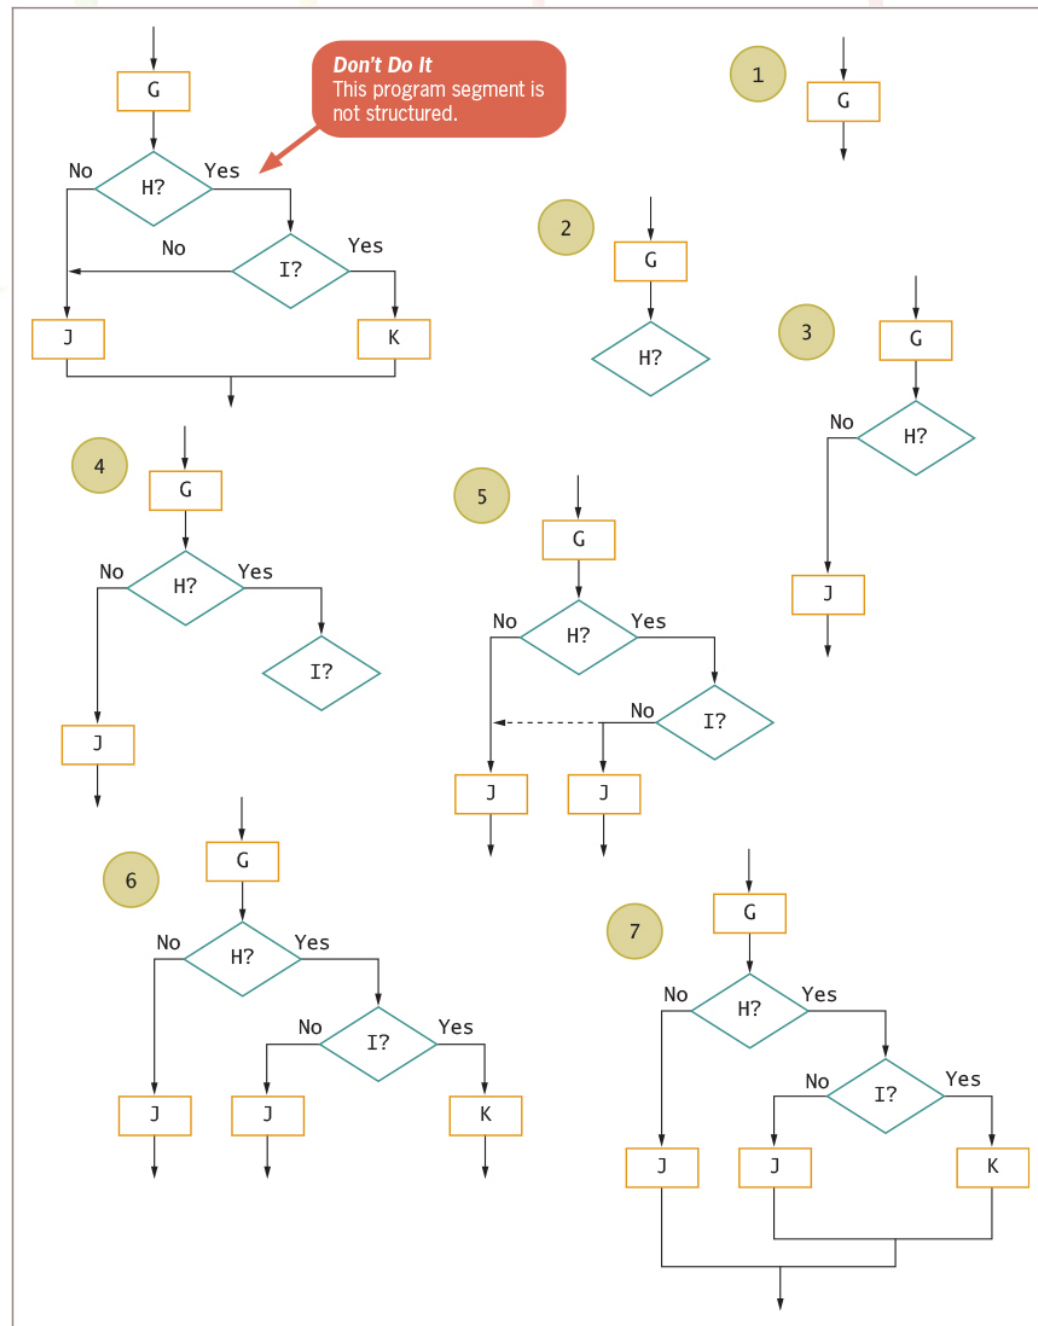 G
Don't Do It
This program segment is
not structured.
1
G
No
H?
Yes
No
I?
Yes
J
K
2
G
H?
3
G
No
H?
J
4
G
No
H?
Yes
I?
J
5
G
No
H?
Yes
No
I?
J
J
6
G
No
H?
Yes
No
I?
Yes
J
J
K
7
G
No
H?
Yes
No
I?
Yes
J
J
K